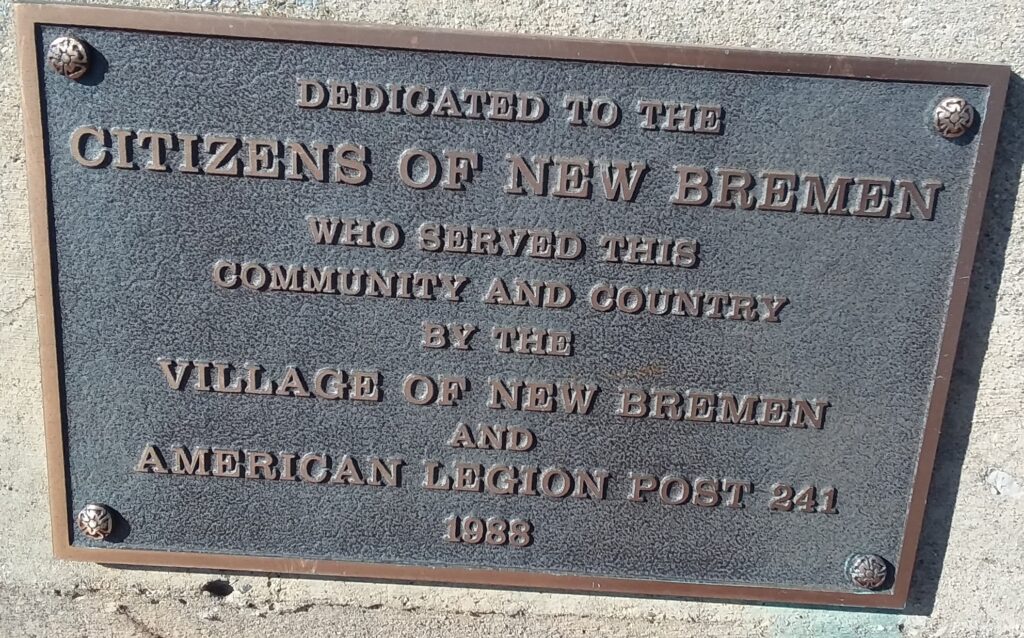 DEDICATED TO THE
CITIZENS OF NEW BREMEN
WHO SERVED THIS
COMMUNITY AND COUNTRY
BY THE
VILLAGE OF NEW BREMEN
AND
AMERICAN LEGION POST 241
1988